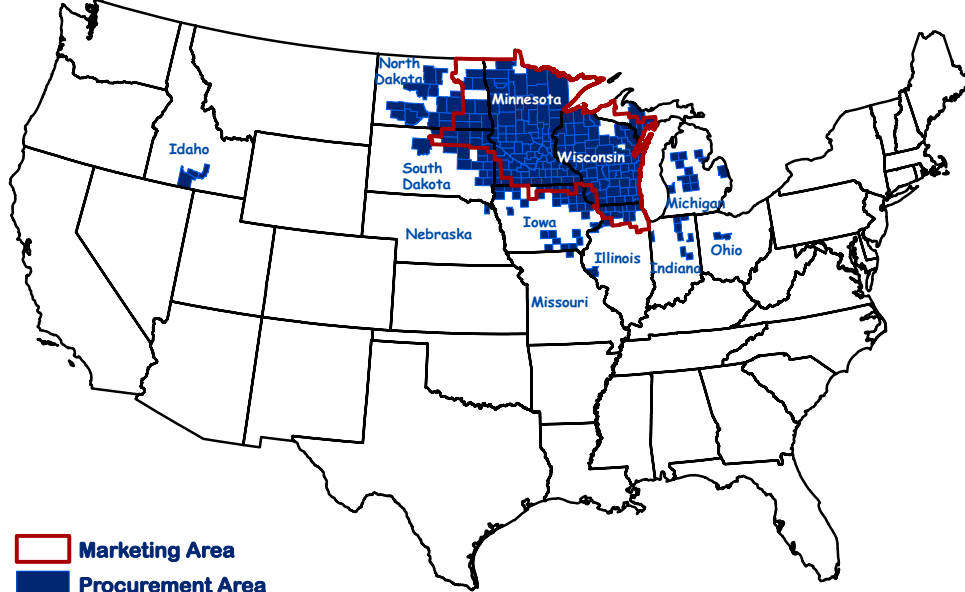 North
Dakota
Minnesota
Idaho
Wisconsin
South
Dakota
Michigan
Iowa
Nebraska
Ohio
Illinois
Indiana
Missouri
Marketing Area
Procurement Area